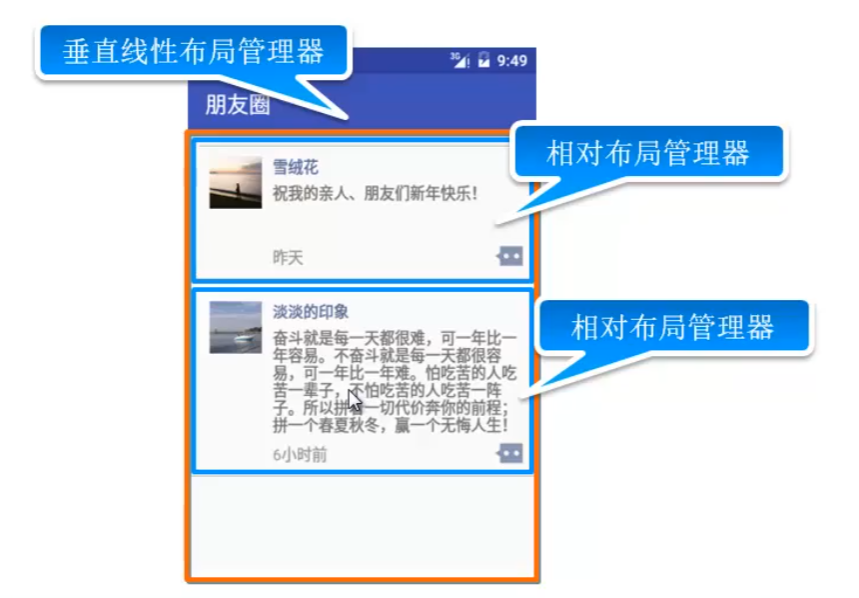 垂直线性布局管理器
3G 9:49
朋友圈
相对布局管理器
雪绒花
祝我的亲人、朋友们新年快乐！
昨天
相对布局管理器
淡淡的印象
奋斗就是每一天都很难，可一年比一
年容易。不奋斗就是每一天都很容
易，可一年比一年难。怕吃苦的人吃
苦一辈子，不怕吃苦的人吃苦一阵
子。所以拼着一切代价奔你的前程；
拼一个春夏秋冬，赢一个无悔人生！
6小时前